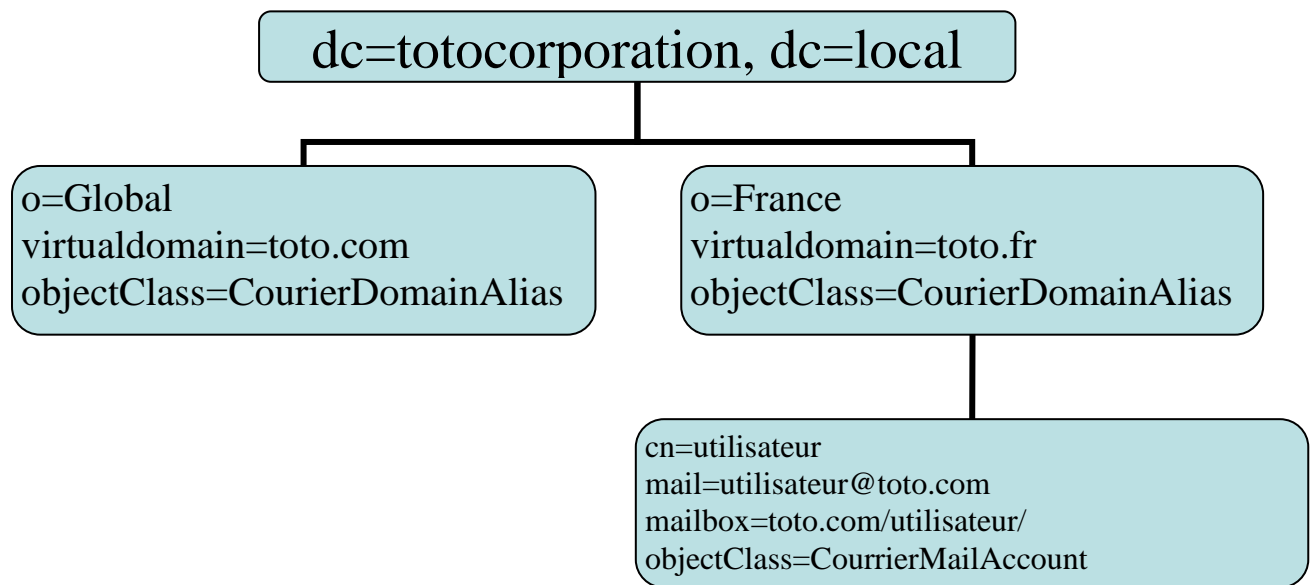 dc=totocorporation, dc=local
o=Global
virtualdomain=toto.com
objectClass=CourierDomainAlias
o=France
virtualdomain=toto.fr
objectClass=CourierDomainAlias
cn=utilisateur
mail=utilisateur@toto.com
mailbox=toto.com/utilisateur/
objectClass=CourrierMailAccount